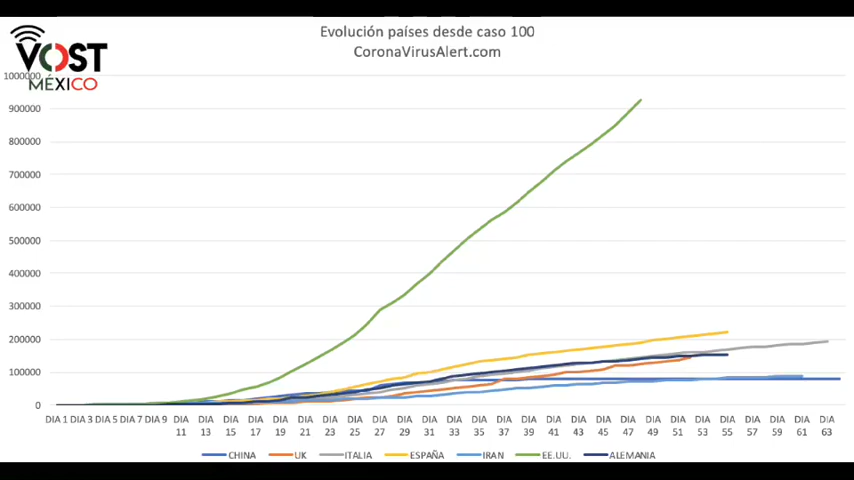 Evolución países desde caso 100
CoronaVirusAlert.com
VOST
MÉXICO
1000000
900000
800000
700000
600000
500000
400000
300000
200000
100000
0
DIA 1 DIA 3 DIA 5 DIA 7 DIA 9 DIA DIA DIA DIA DIA DIA DIA DIA DIA DIA DIA DIA DIA DIA DIA DIA DIA DIA DIA DIA DIA DIA DIA DIA DIA DIA DIA
11 13 15 17 19 21 23 25 27 29 31 33 35 37 39 41 43 45 47 49 51 53 55 57 59 61 63
CHINA UK ITALIA ESPAÑA IRAN EE.UU. ALEMANIA